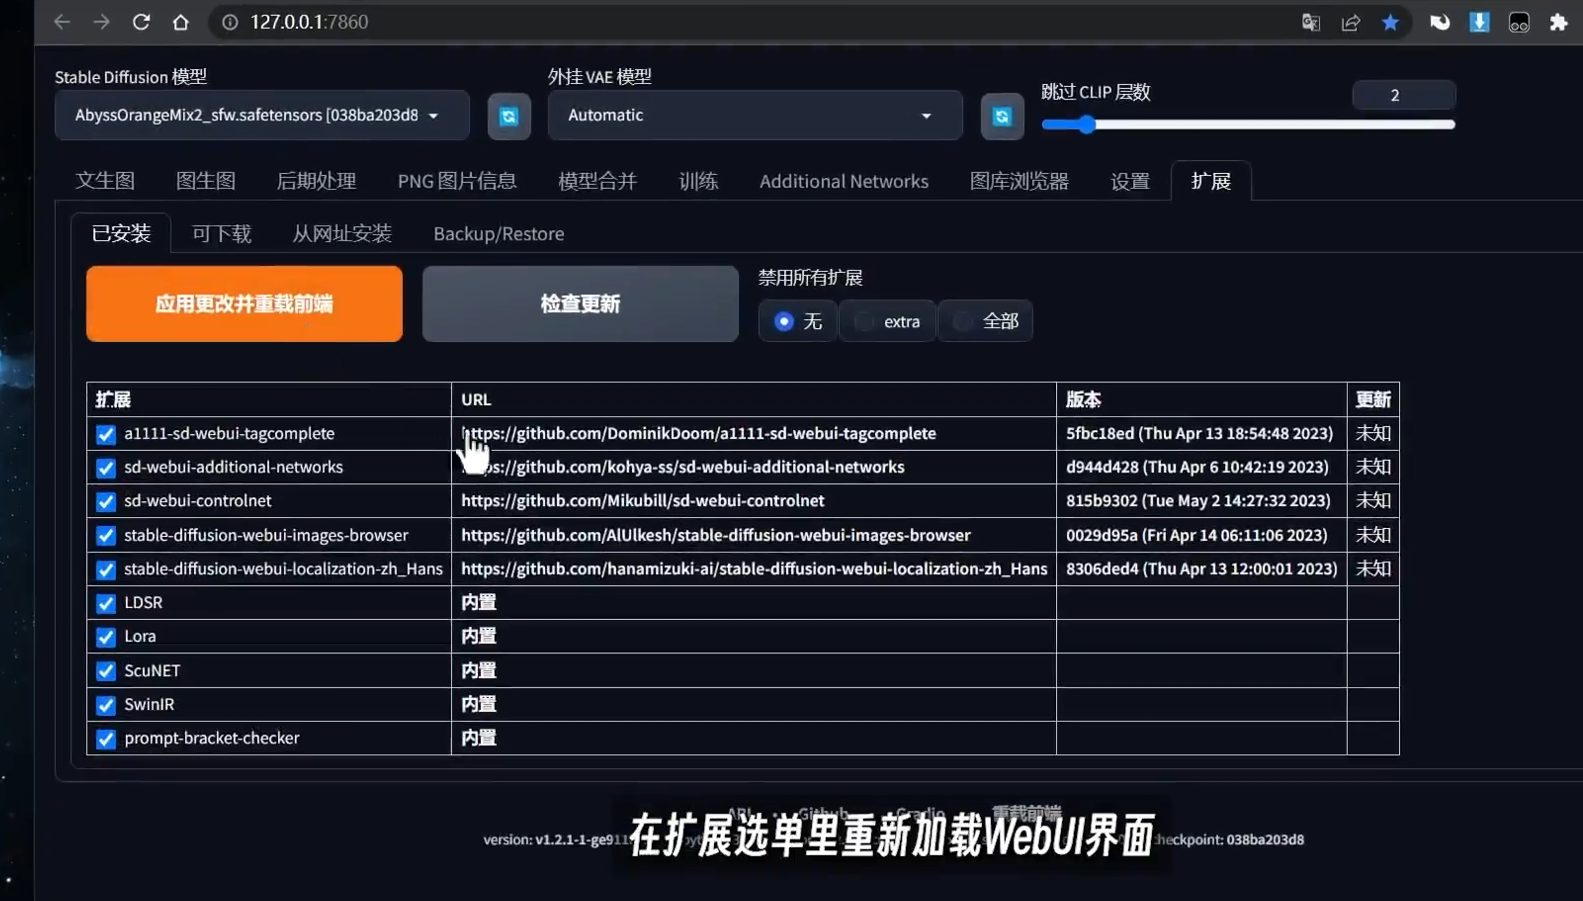 127.0.0.1:7860
Stable Diffusion 模型
外挂 VAE 模型
跳过 CLIP 层数
2
AbyssOrangeMix2_sfw.safetensors [038ba203d8
Automatic
文生图 图生图 后期处理 PNG 图片信息 模型合并 训练 Additional Networks 图库浏览器 设置 扩展
已安装 可下载 从网址安装 Backup/Restore
应用更改并重载前端
检查更新
禁用所有扩展
无 extra 全部
扩展 URL 版本 更新
a1111-sd-webui-tagcomplete https://github.com/DominikDoom/a1111-sd-webui-tagcomplete 5fbc18ed (Thu Apr 13 18:54:48 2023) 未知
sd-webui-additional-networks ps://github.com/kohya-ss/sd-webui-additional-networks d944d428 (Thu Apr 6 10:42:19 2023) 未知
sd-webui-controlnet https://github.com/Mikubill/sd-webui-controlnet 815b9302 (Tue May 2 14:27:32 2023) 未知
stable-diffusion-webui-images-browser https://github.com/AlUlkesh/stable-diffusion-webui-images-browser 0029d95a (Fri Apr 14 06:11:06 2023) 未知
stable-diffusion-webui-localization-zh_Hans https://github.com/hanamizuki-ai/stable-diffusion-webui-localization-zh_Hans 8306ded4 (Thu Apr 13 12:00:01 2023) 未知
LDSR 内置
Lora 内置
ScuNET 内置
SwinIR 内置
prompt-bracket-checker 内置
API • Github • Gradio • 重载前端
version: v1.2.1-1-ge911 heckpoint: 038ba203d8
在扩展选单里重新加载WebUI界面